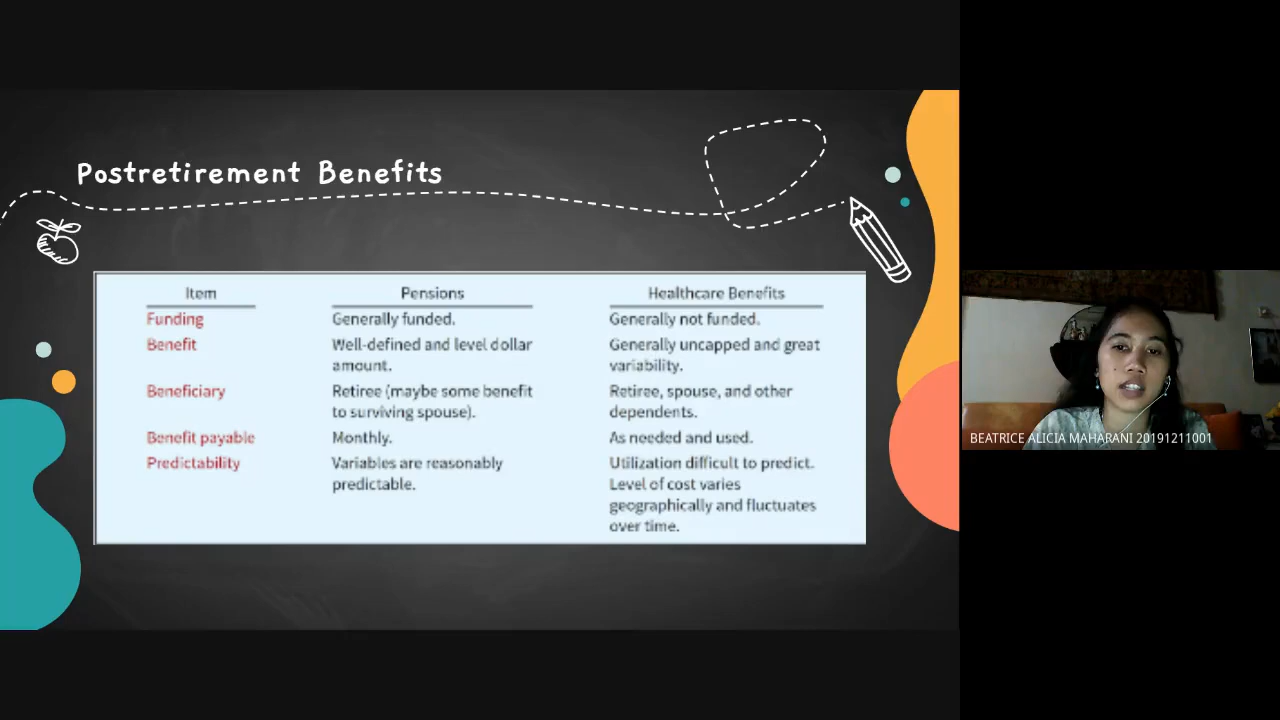 Postretirement Benefits
Item Pensions Healthcare Benefits
Funding Generally funded. Generally not funded.
Benefit Well-defined and level dollar Generally uncapped and great
amount. variability.
Beneficiary Retiree (maybe some benefit Retiree, spouse, and other
to surviving spouse). dependents.
Benefit payable Monthly. As needed and used.
Predictability Variables are reasonably Utilization difficult to predict.
predictable. Level of cost varies
geographically and fluctuates
over time.
BEATRICE ALICIA MAHARANI 20191211001